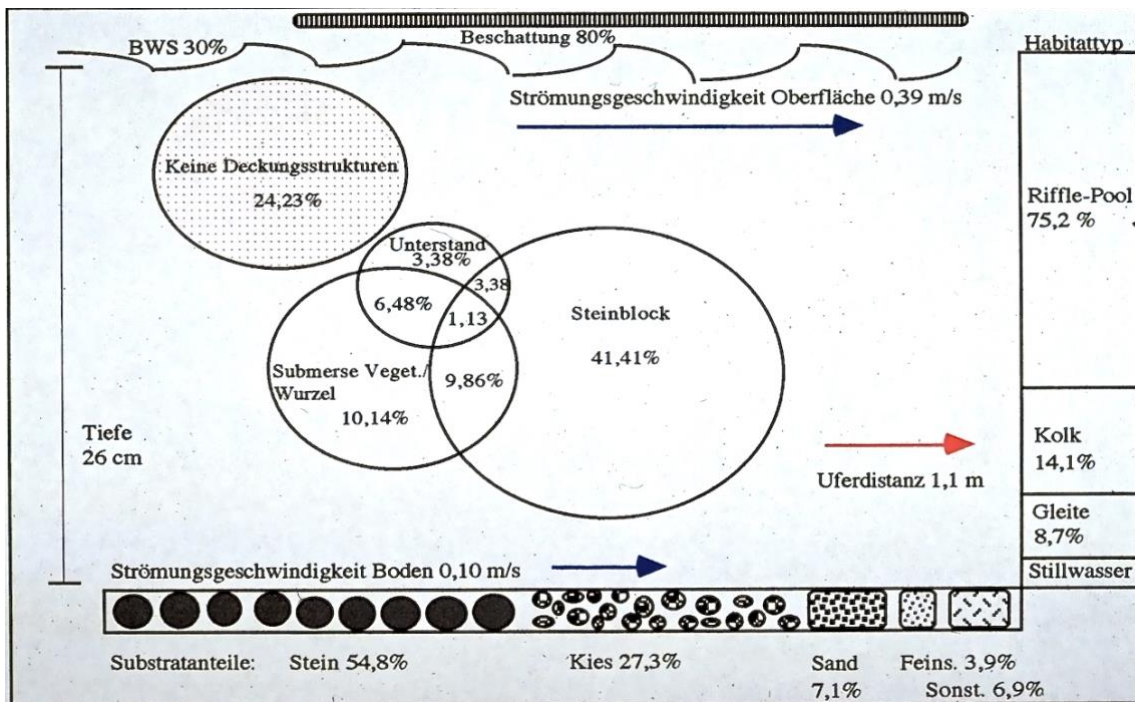 BWS 30%
Beschattung 80%
Habitattyp
Strömungsgeschwindigkeit Oberfläche 0,39 m/s
Keine Deckungsstrukturen
24,23%
Riffle-Pool
75,2 %
Unterstand
3,38%
3,38
6,48%
1,13
Steinblock
41,41%
Submerse Veget./
Wurzel
9,86%
10,14%
Tiefe
26 cm
Kolk
14,1%
Uferdistanz 1,1 m
Gleite
8,7%
Strömungsgeschwindigkeit Boden 0,10 m/s
Stillwasser
Substratanteile: Stein 54,8% Kies 27,3% Sand Feins. 3,9%
7,1% Sonst. 6,9%